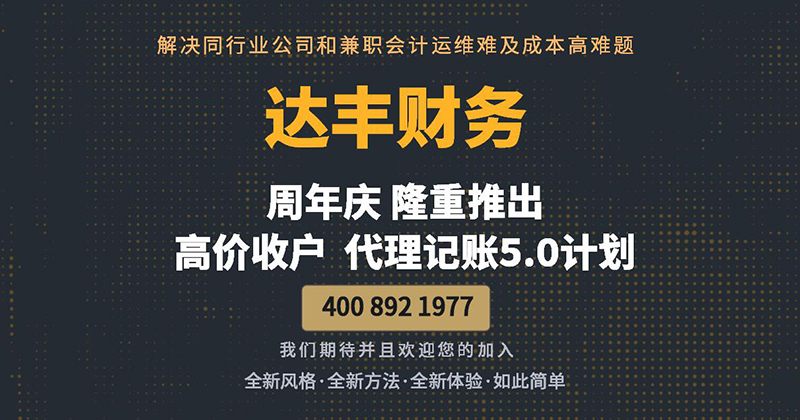 解决同行业公司和兼职会计运维难及成本高难题
达丰财务
周年庆 隆重推出
高价收户 代理记账5.0计划
400 892 1977
我们期待并且欢迎您的加入
全新风格·全新方法·全新体验·如此简单